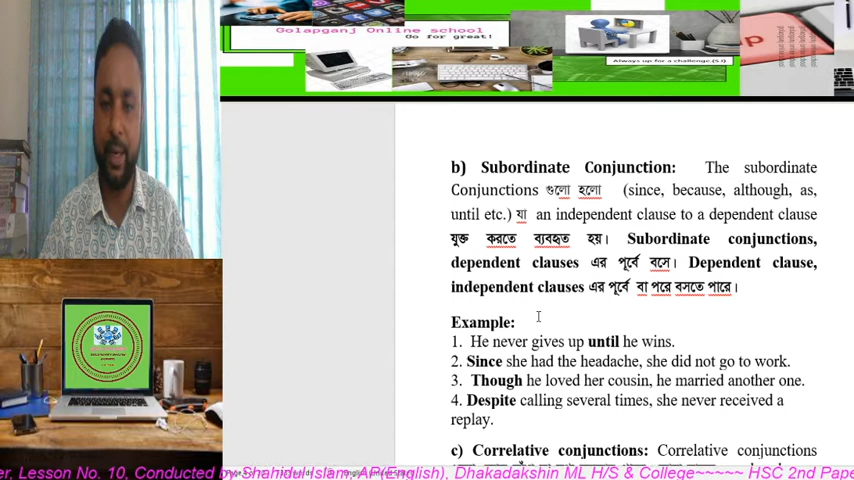 Golapganj Online school
Go for great!
Always up for a challenge.(S.I)
b) Subordinate Conjunction: The subordinate
Conjunctions গুলো হলো (since, because, although, as,
until etc.) যা an independent clause to a dependent clause
যুক্ত করতে ব্যবহৃত হয়। Subordinate conjunctions,
dependent clauses এর পূর্বে বসে। Dependent clause,
independent clauses এর পূর্বে বা পরে বসতে পারে।
Example:
1. He never gives up until he wins.
2. Since she had the headache, she did not go to work.
3. Though he loved her cousin, he married another one.
4. Despite calling several times, she never received a
replay.
c) Correlative conjunctions: Correlative conjunctions
er, Lesson No. 10, Conducted by Shahidul Islam, AP(English), Dhakadakshin ML H/S & College~~~~~ HSC 2nd Pape